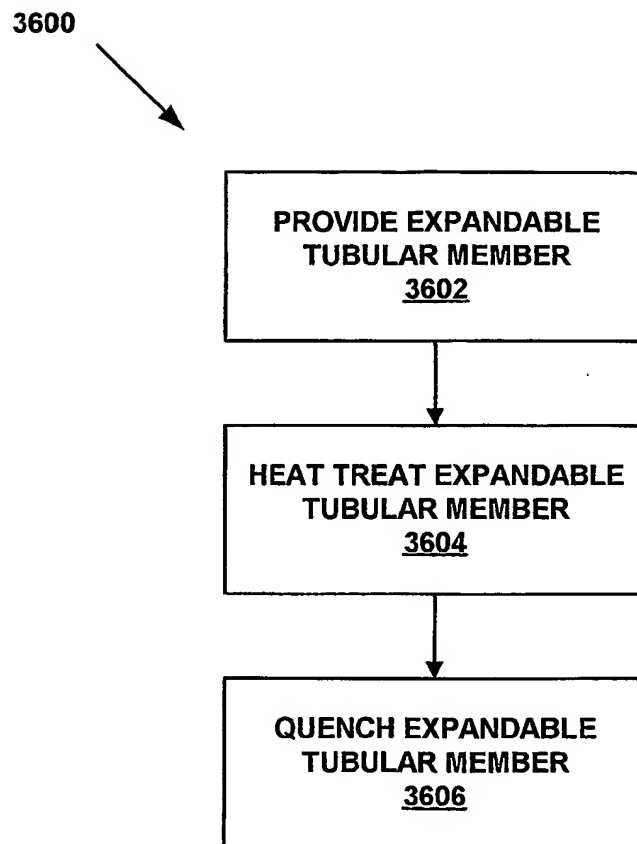 3600
PROVIDE EXPANDABLE
TUBULAR MEMBER
3602
HEAT TREAT EXPANDABLE
TUBULAR MEMBER
3604
QUENCH EXPANDABLE
TUBULAR MEMBER
3606